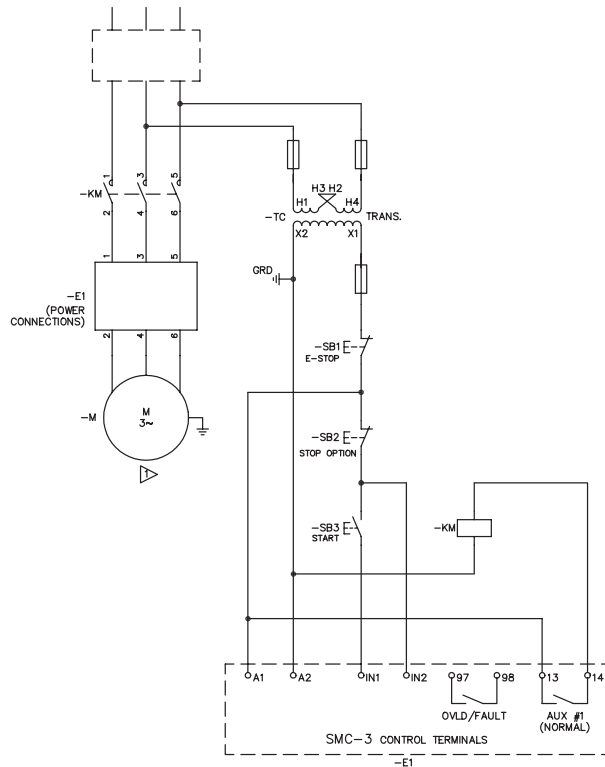 1
3
5
-KM
2
4
6
H3 H2
H1
H4
-TC
TRANS.
X2
X1
1
3
5
GRD
-E1
(POWER
CONNECTIONS)
2
4
6
-SB1
E-STOP
-M
M
3~
-SB2
STOP OPTION
1
-SB3
START
-KM
A1
A2
IN1
IN2
97
98
13
14
OVLD/FAULT
AUX #1
(NORMAL)
SMC-3 CONTROL TERMINALS
-E1